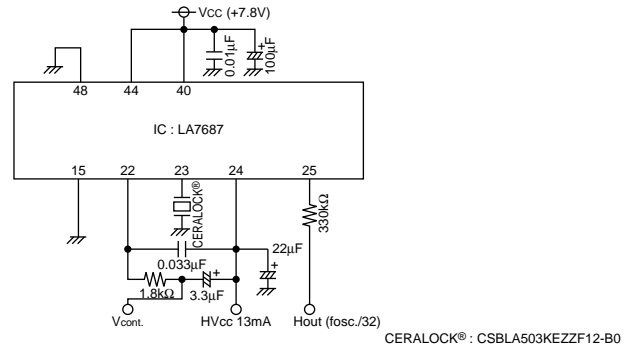 Vcc (+7.8V)
0.01μF
100μF
48
44
40
IC : LA7687
15
22
23
24
25
CERALOCK®
330kΩ
0.033μF
22μF
1.8kΩ
3.3μF
Vcont.
HVcc 13mA
Hout (fosc./32)
CERALOCK® : CSBLA503KEZZF12-B0